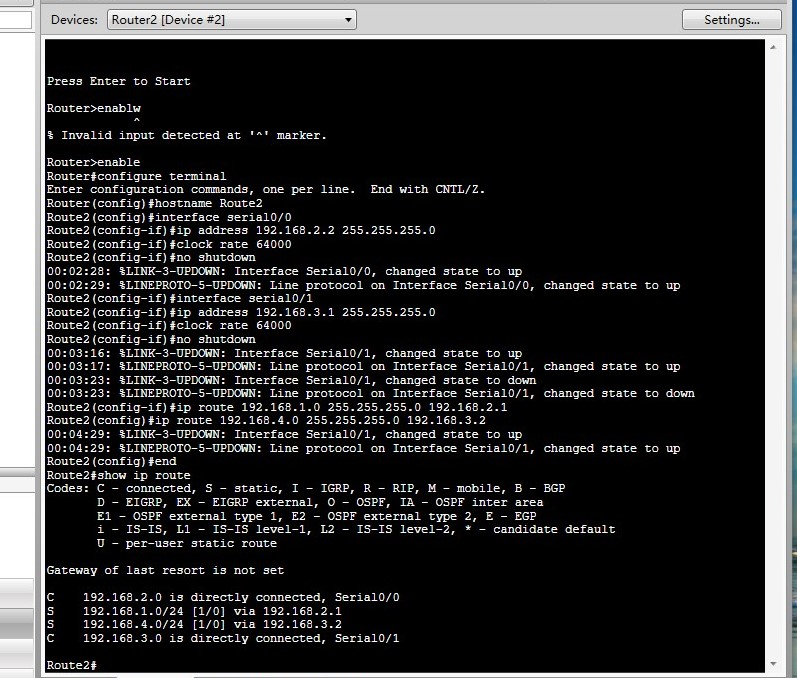 Devices: Router2 [Device #2] Settings...
Press Enter to Start
Router>enablw
^
% Invalid input detected at '^' marker.
Router>enable
Router#configure terminal
Enter configuration commands, one per line.  End with CNTL/Z.
Router(config)#hostname Route2
Route2(config)#interface serial0/0
Route2(config-if)#ip address 192.168.2.2 255.255.255.0
Route2(config-if)#clock rate 64000
Route2(config-if)#no shutdown
00:02:28: %LINK-3-UPDOWN: Interface Serial0/0, changed state to up
00:02:29: %LINEPROTO-5-UPDOWN: Line protocol on Interface Serial0/0, changed state to up
Route2(config-if)#interface serial0/1
Route2(config-if)#ip address 192.168.3.1 255.255.255.0
Route2(config-if)#clock rate 64000
Route2(config-if)#no shutdown
00:03:16: %LINK-3-UPDOWN: Interface Serial0/1, changed state to up
00:03:17: %LINEPROTO-5-UPDOWN: Line protocol on Interface Serial0/1, changed state to up
00:03:23: %LINK-3-UPDOWN: Interface Serial0/1, changed state to down
00:03:23: %LINEPROTO-5-UPDOWN: Line protocol on Interface Serial0/1, changed state to down
Route2(config-if)#ip route 192.168.1.0 255.255.255.0 192.168.2.1
Route2(config)#ip route 192.168.4.0 255.255.255.0 192.168.3.2
00:04:29: %LINK-3-UPDOWN: Interface Serial0/1, changed state to up
00:04:29: %LINEPROTO-5-UPDOWN: Line protocol on Interface Serial0/1, changed state to up
Route2(config)#end
Route2#show ip route
Codes: C - connected, S - static, I - IGRP, R - RIP, M - mobile, B - BGP
D - EIGRP, EX - EIGRP external, O - OSPF, IA - OSPF inter area
E1 - OSPF external type 1, E2 - OSPF external type 2, E - EGP
i - IS-IS, L1 - IS-IS level-1, L2 - IS-IS level-2, * - candidate default
U - per-user static route
Gateway of last resort is not set
C    192.168.2.0 is directly connected, Serial0/0
S    192.168.1.0/24 [1/0] via 192.168.2.1
S    192.168.4.0/24 [1/0] via 192.168.3.2
C    192.168.3.0 is directly connected, Serial0/1
Route2#